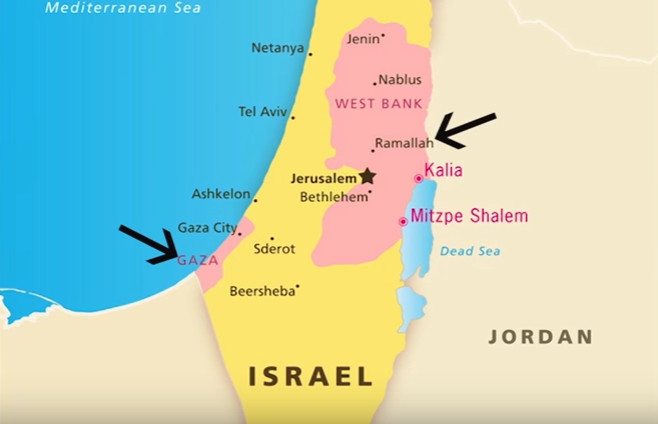 Mediterranean Sea
Jenin
Netanya
Nablus
WEST BANK
Tel Aviv
Ramallah
Kalia
Jerusalem
Ashkelon
Bethlehem
Mitzpe Shalem
Gaza City
Sderot
Dead Sea
GAZA
Beersheba
JORDAN
ISRAEL